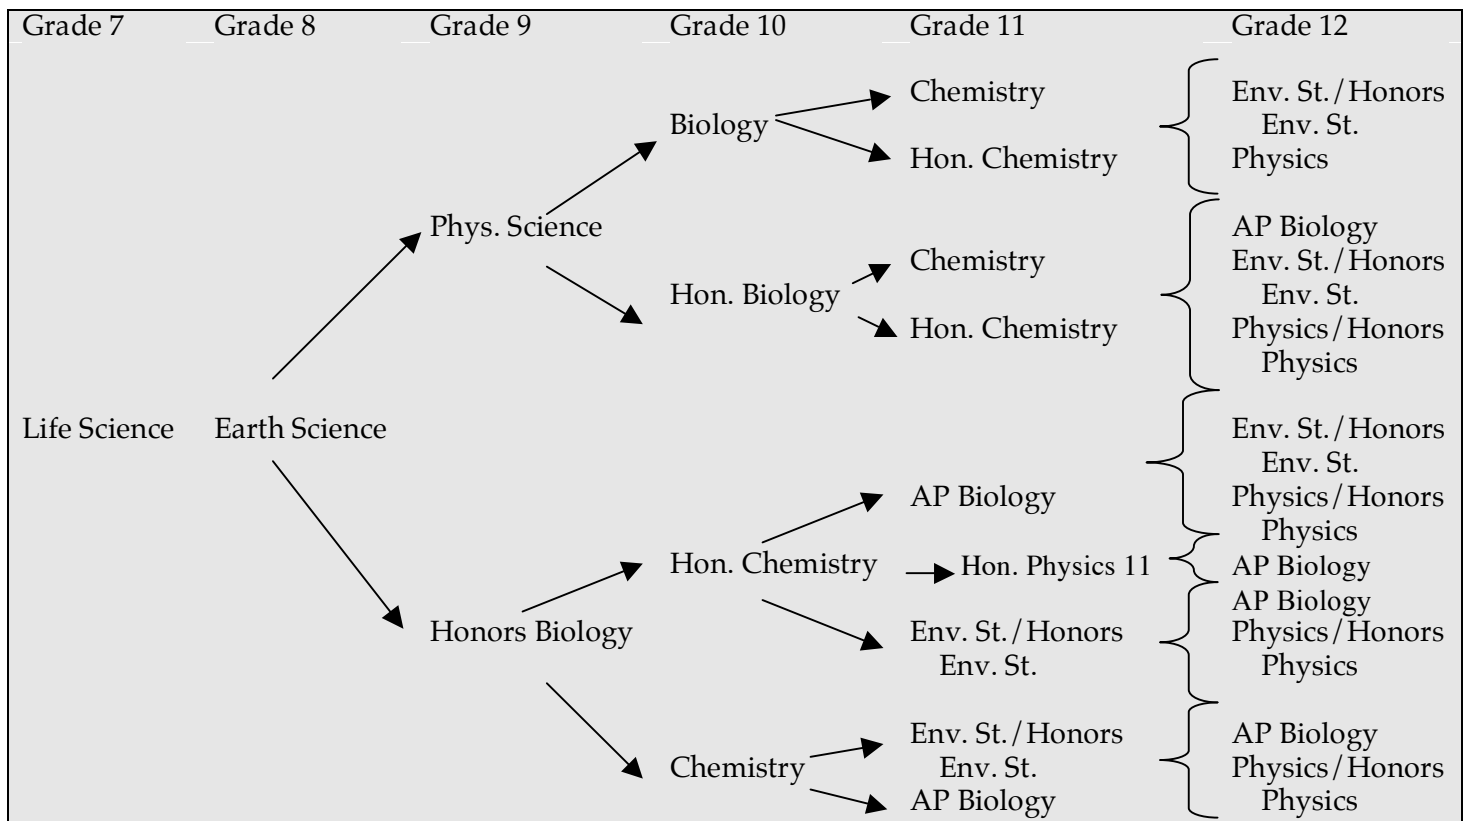 Grade 7 Grade 8 Grade 9 Grade 10 Grade 11 Grade 12
Chemistry Env. St./Honors
Biology Env. St.
Hon. Chemistry Physics
Phys. Science AP Biology
Chemistry Env. St./Honors
Hon. Biology Env. St.
Hon. Chemistry Physics/Honors
Physics
Life Science Earth Science Env. St./Honors
Env. St.
AP Biology Physics/Honors
Physics
Hon. Chemistry Hon. Physics 11 AP Biology
AP Biology
Honors Biology Env. St./Honors Physics/Honors
Env. St. Physics
Env. St./Honors AP Biology
Chemistry Env. St. Physics/Honors
AP Biology Physics